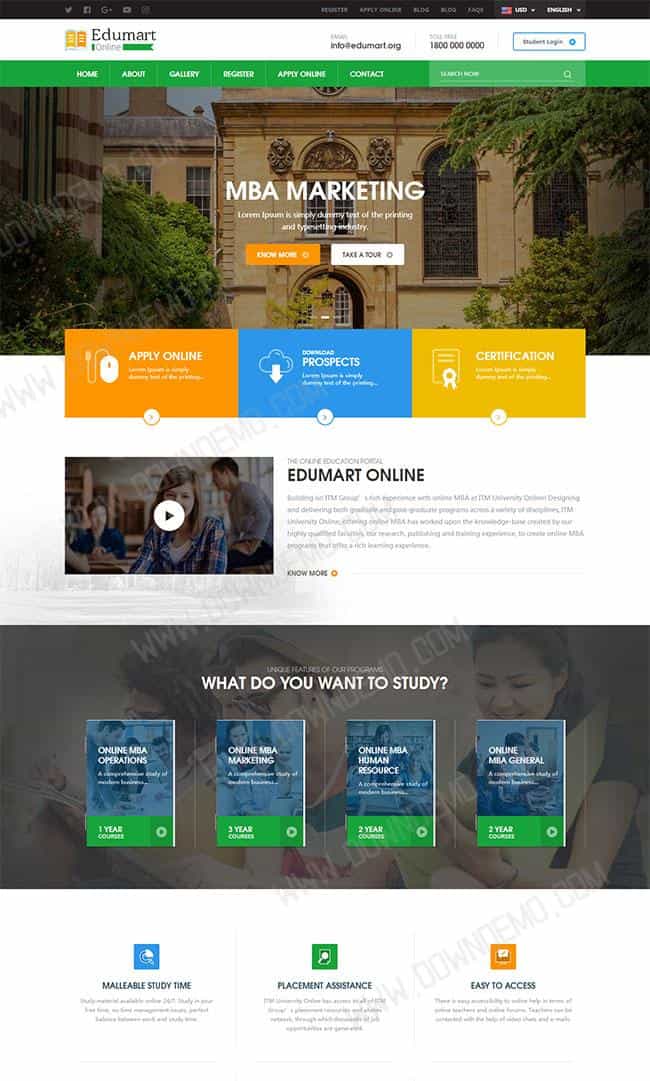 REGISTER APPLY ONLINE BLOG BLOG FAQS USD ENGLISH
Edumart
Online
EMAIL
info@edumart.org
TOLL FREE
1800 000 0000
Student Login
HOME ABOUT GALLERY REGISTER APPLY ONLINE CONTACT SEARCH NOW
MBA MARKETING
Lorem Ipsum is simply dummy text of the printing
and typesetting industry.
KNOW MORE TAKE A TOUR
APPLY ONLINE
Lorem Ipsum is simply
dummy text of the printing...
DOWNLOAD
PROSPECTS
Lorem Ipsum is simply
dummy text of the printing...
CERTIFICATION
Lorem Ipsum is simply
dummy text of the printing...
THE ONLINE EDUCATION PORTAL
EDUMART ONLINE
Building on ITM Group's rich experience with online MBA at ITM University Online! Designing
and delivering both graduate and post-graduate programs across a variety of disciplines, ITM
University Online, offering online MBA has worked upon the knowledge-base created by our
highly qualified faculties, our research, publishing and training experience, to create online MBA
programs that offer a rich learning experience.
KNOW MORE
UNIQUE FEATURES OF OUR PROGRAMS
WHAT DO YOU WANT TO STUDY?
ONLINE MBA
OPERATIONS
A comprehensive study of
modern business...
1 YEAR
COURSES
ONLINE MBA
MARKETING
A comprehensive study of
modern business...
3 YEAR
COURSES
ONLINE MBA
HUMAN
RESOURCE
A comprehensive study of
modern business...
2 YEAR
COURSES
ONLINE
MBA GENERAL
A comprehensive study of
modern business...
2 YEAR
COURSES
MALLEABLE STUDY TIME
Study material available online 24/7. Study in your
free time, no time management issues, perfect
balance between work and study time.
PLACEMENT ASSISTANCE
ITM University Online has access to all of ITM
Group's placement resources and alumni
network, through which thousands of job
opportunities are generated.
EASY TO ACCESS
There is easy accessibility to online help in terms of
online teachers and online forums. Teachers can be
contacted with the help of video chats and e-mails.
WWW.DOWNDEMO.COM
WWW.DOWNDEMO.COM
WWW.DOWNDEMO.COM
WWW.DOWNDEMO.COM